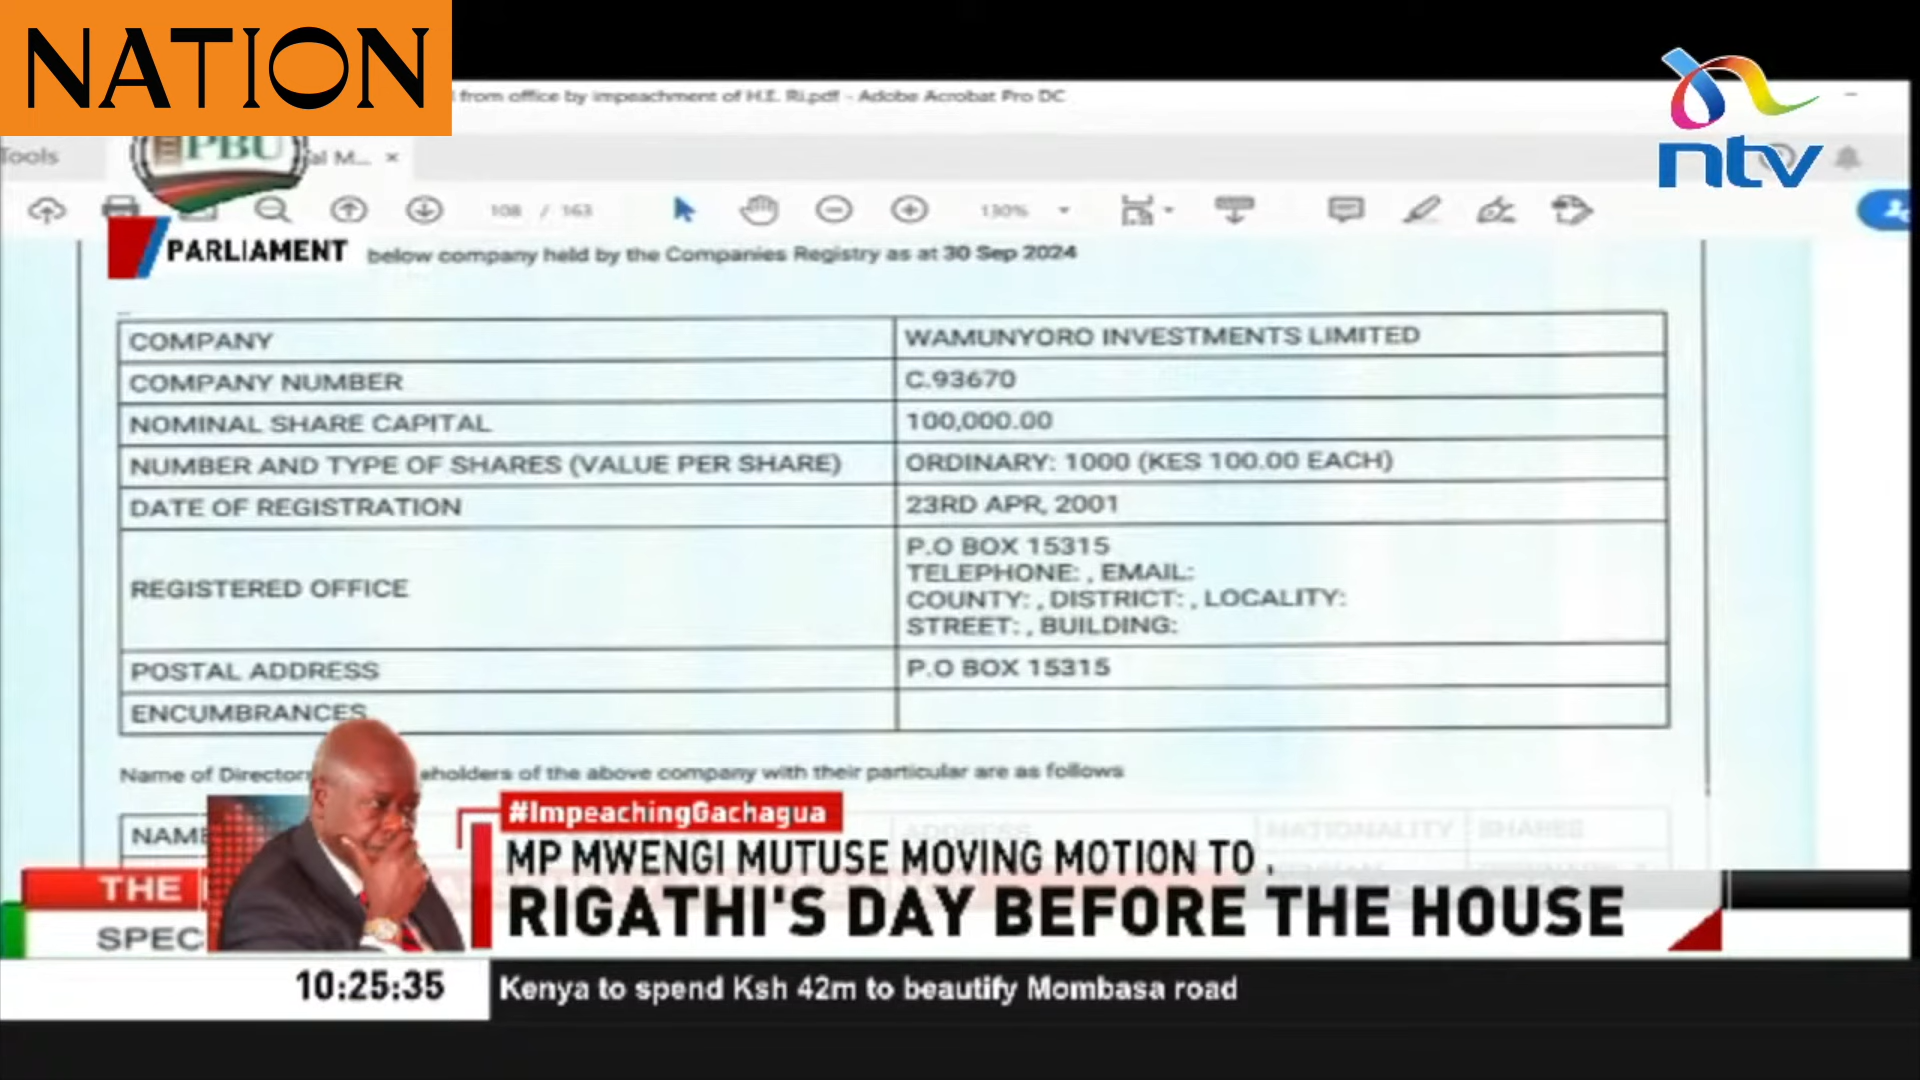 NATION
from office by impeachment of H.E. Ri.pdf - Adobe Acrobat Pro DC
ntv
Tools
PBU
al M... ×
108 / 163
130%
PARLIAMENT
below company held by the Companies Registry as at 30 Sep 2024
COMPANY WAMUNYORO INVESTMENTS LIMITED
COMPANY NUMBER C.93670
NOMINAL SHARE CAPITAL 100,000.00
NUMBER AND TYPE OF SHARES (VALUE PER SHARE) ORDINARY: 1000 (KES 100.00 EACH)
DATE OF REGISTRATION 23RD APR, 2001
REGISTERED OFFICE P.O BOX 15315
TELEPHONE: , EMAIL:
COUNTY: , DISTRICT: , LOCALITY:
STREET: , BUILDING:
POSTAL ADDRESS P.O BOX 15315
ENCUMBRANCES
Name of Director eholders of the above company with their particular are as follows
NAME ADDRESS NATIONALITY SHARES
#ImpeachingGachagua
MP MWENGI MUTUSE MOVING MOTION TO .
THE
RIGATHI'S DAY BEFORE THE HOUSE
SPEC
10:25:35
Kenya to spend Ksh 42m to beautify Mombasa road